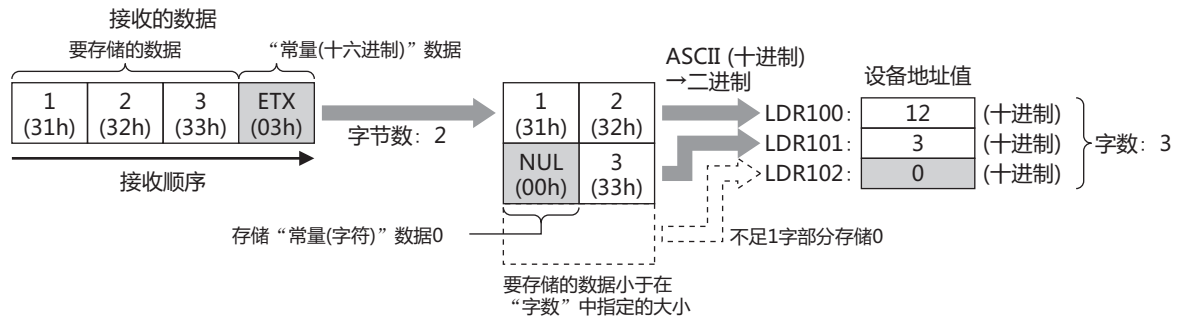 接收的数据
要存储的数据 “常量(十六进制)”数据
1 2 3 ETX
(31h) (32h) (33h) (03h)
接收顺序
字节数：2
1 2
(31h) (32h)
NUL 3
(00h) (33h)
存储“常量(字符)”数据0
要存储的数据小于在
“字数”中指定的大小
ASCII (十进制)
→二进制
设备地址值
LDR100： 12 (十进制)
LDR101： 3 (十进制)
LDR102： 0 (十进制)
字数：3
不足1字部分存储0